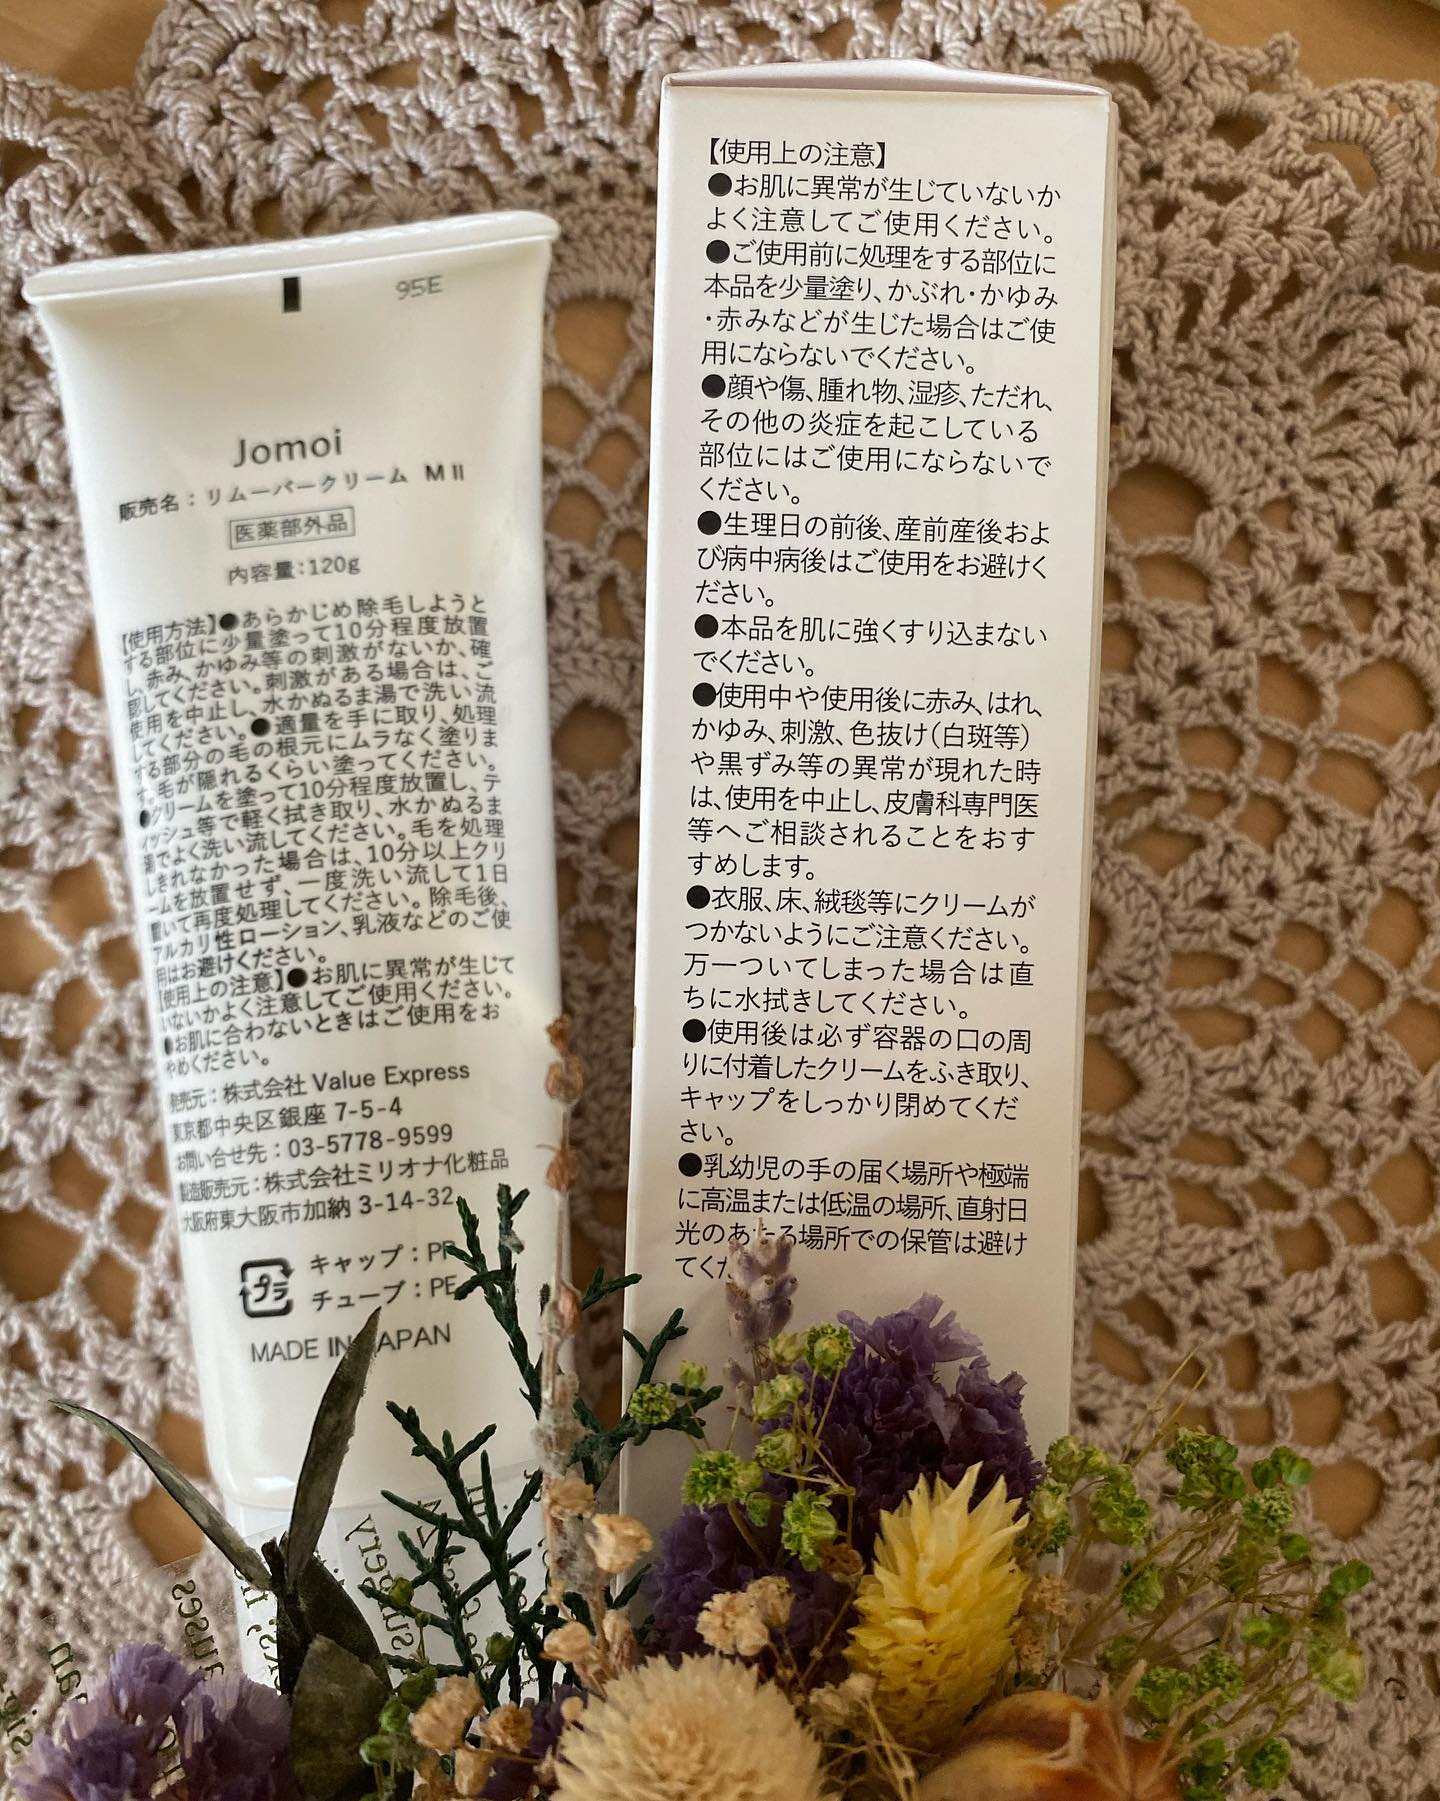 95E
Jomoi
販売名：リムーバークリーム MⅡ
医薬部外品
内容量：120g
【使用方法】●あらかじめ除毛しようと
する部位に少量塗って10分程度放置
し、赤み、かゆみ等の刺激がないか、確
認してください。刺激がある場合は、ご
使用を中止し、水かぬるま湯で洗い流
してください。●適量を手に取り、処理
する部分の毛の根元にムラなく塗りま
す。毛が隠れるくらい塗ってください。
●クリームを塗って10分程度放置し、テ
ィッシュ等で軽く拭き取り、水かぬるま
湯でよく洗い流してください。毛を処理
しきれなかった場合は、10分以上クリ
ームを放置せず、一度洗い流して1日
置いて再度処理してください。除毛後、
アルカリ性ローション、乳液などのご使
用はお避けください。
【使用上の注意】●お肌に異常が生じて
いないかよく注意してご使用ください。
●お肌に合わないときはご使用をお
やめください。
発売元：株式会社 Value Express
東京都中央区銀座 7-5-4
お問い合せ先：03-5778-9599
製造販売元：株式会社ミリオナ化粧品
大阪府東大阪市加納 3-14-32
プラ
キャップ：PP
チューブ：PE
MADE IN JAPAN
【使用上の注意】
●お肌に異常が生じていないか
よく注意してご使用ください。
●ご使用前に処理をする部位に
本品を少量塗り、かぶれ・かゆみ
・赤みなどが生じた場合はご使
用にならないでください。
●顔や傷、腫れ物、湿疹、ただれ、
その他の炎症を起こしている
部位にはご使用にならないで
ください。
●生理日の前後、産前産後およ
び病中病後はご使用をお避けく
ださい。
●本品を肌に強くすり込まない
でください。
●使用中や使用後に赤み、はれ、
かゆみ、刺激、色抜け（白斑等）
や黒ずみ等の異常が現れた時
は、使用を中止し、皮膚科専門医
等へご相談されることをおす
すめします。
●衣服、床、絨毯等にクリームが
つかないようにご注意ください。
万一ついてしまった場合は直
ちに水拭きしてください。
●使用後は必ず容器の口の周
りに付着したクリームをふき取り、
キャップをしっかり閉めてくだ
さい。
●乳幼児の手の届く場所や極端
に高温または低温の場所、直射日
光のあたる場所での保管は避け
てくだ